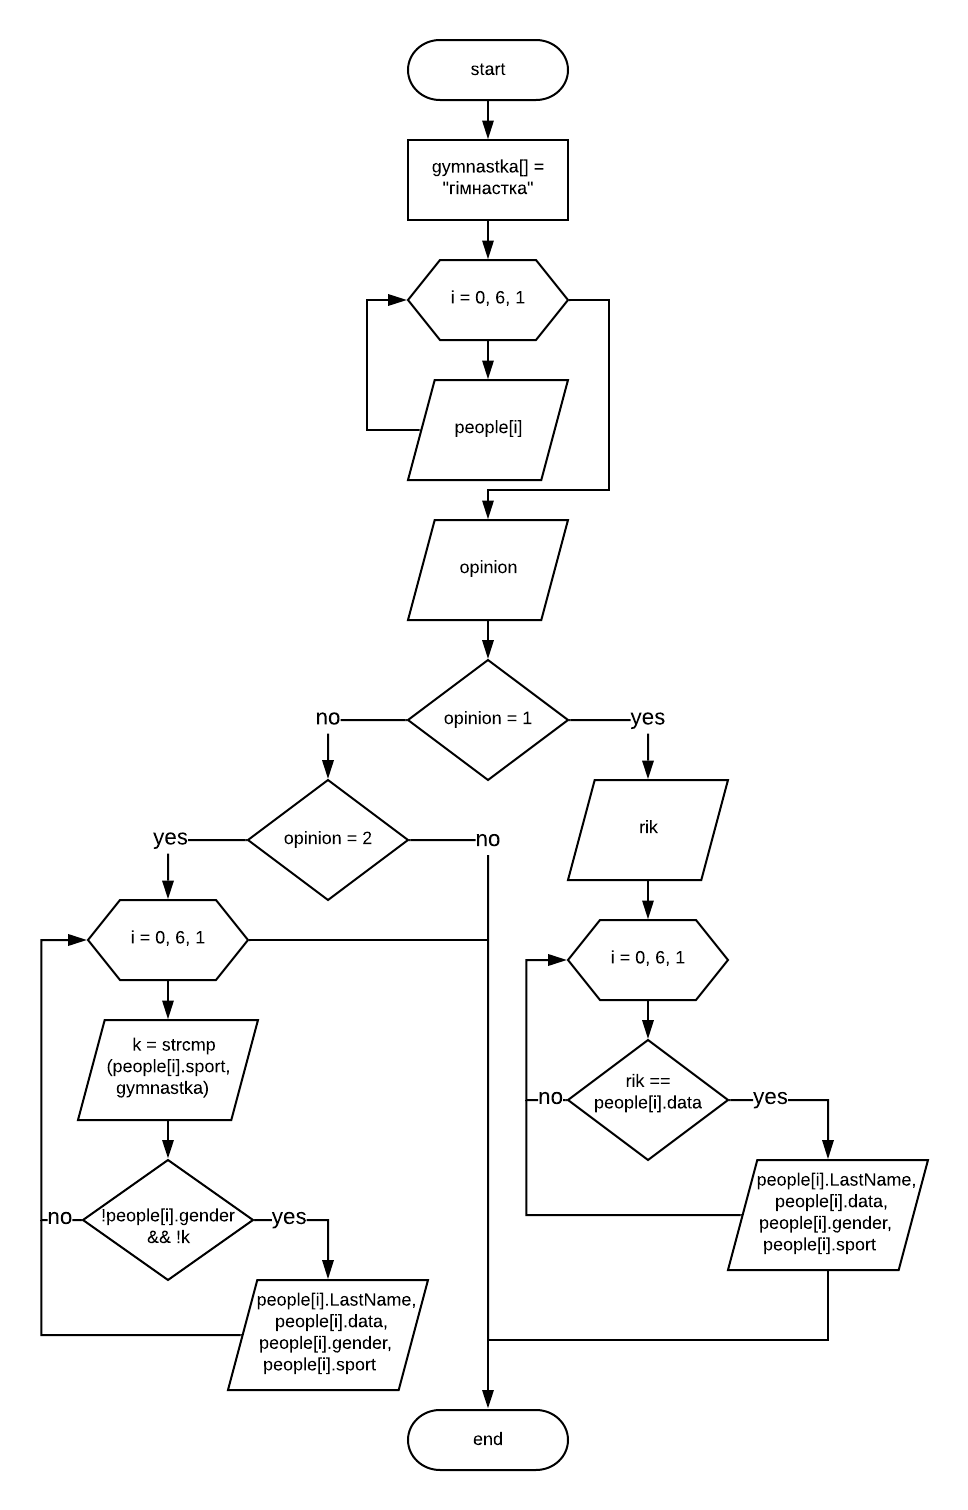 start
gymnastka[] =
"гімнастка"
i = 0, 6, 1
people[i]
opinion
opinion = 1
no
yes
opinion = 2
yes
no
rik
i = 0, 6, 1
i = 0, 6, 1
k = strcmp
(people[i].sport,
gymnastka)
rik ==
people[i].data
no
yes
!people[i].gender
&& !k
no
yes
people[i].LastName,
people[i].data,
people[i].gender,
people[i].sport
people[i].LastName,
people[i].data,
people[i].gender,
people[i].sport
end